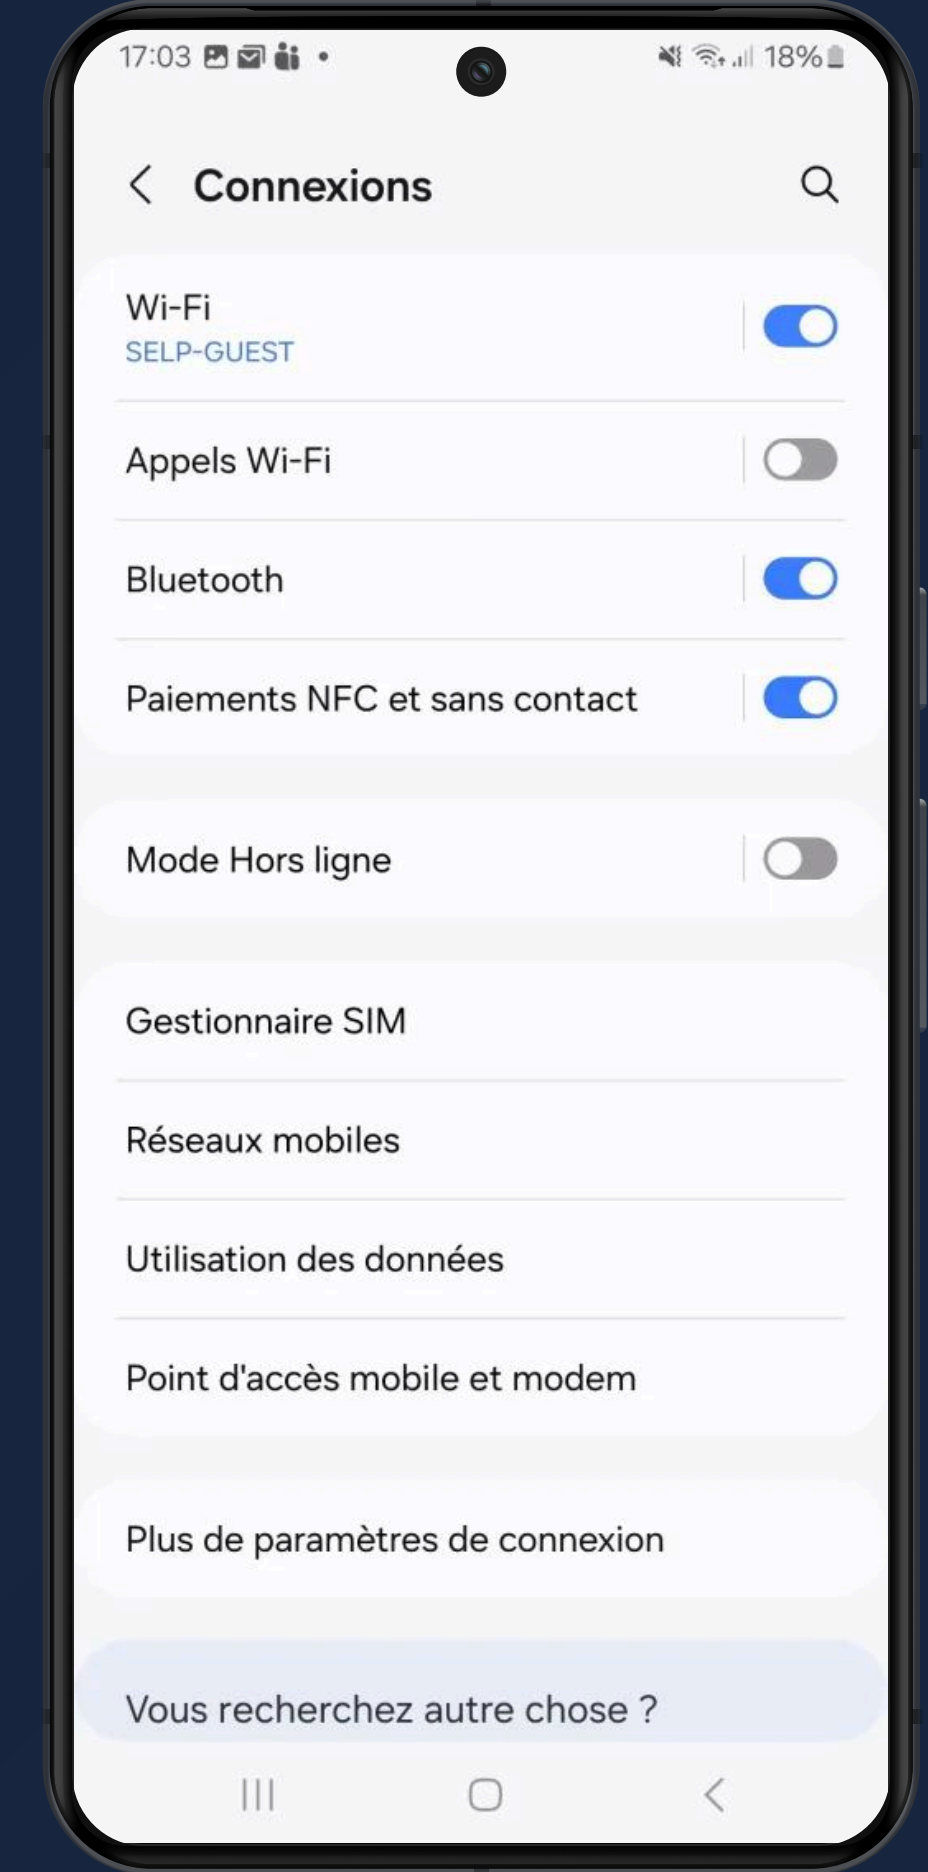 17:03
18%
Connexions
Wi-Fi
SELP-GUEST
Appels Wi-Fi
Bluetooth
Paiements NFC et sans contact
Mode Hors ligne
Gestionnaire SIM
Réseaux mobiles
Utilisation des données
Point d'accès mobile et modem
Plus de paramètres de connexion
Vous recherchez autre chose ?